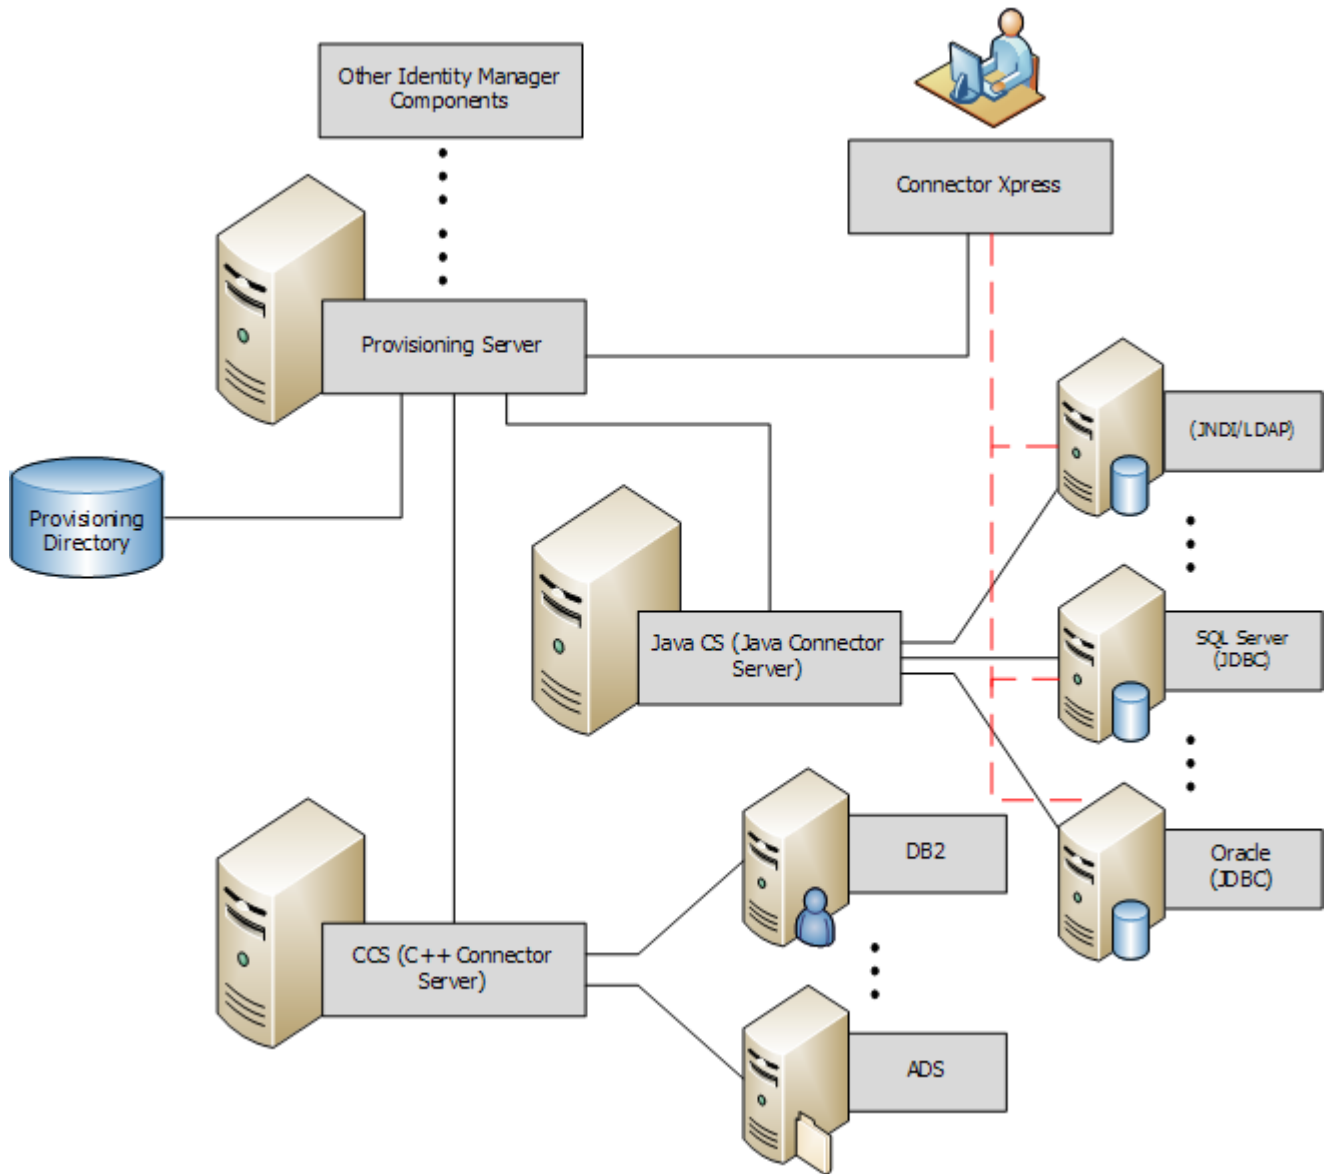 Other Identity Manager
Components
Connector Xpress
Provisioning Server
(JNDI/LDAP)
Provisioning
Directory
Java CS (Java Connector
Server)
SQL Server
(JDBC)
DB2
Oracle
(JDBC)
CCS (C++ Connector
Server)
ADS